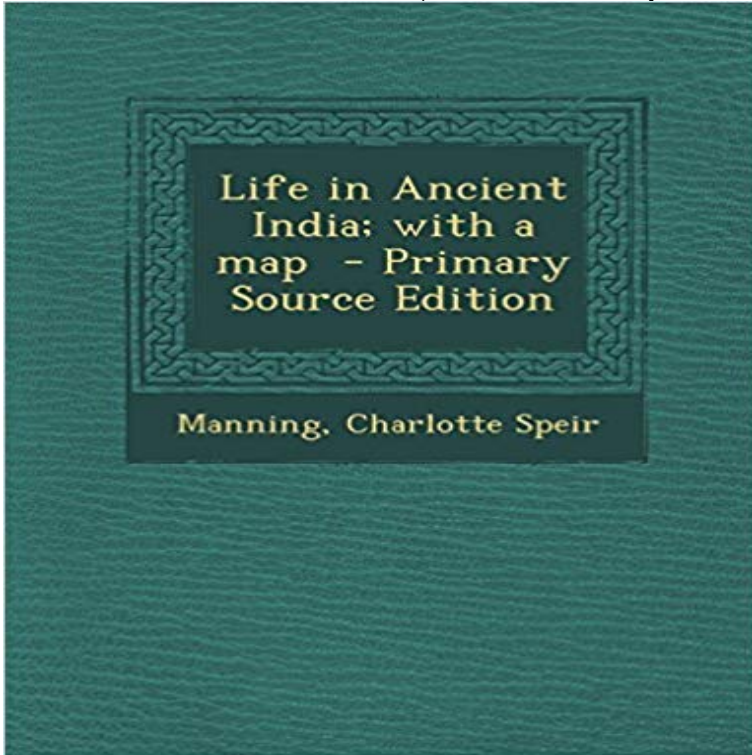 Life in Ancient
India; with a
map - Primary
Source Edition
Manning, Charlotte Speir